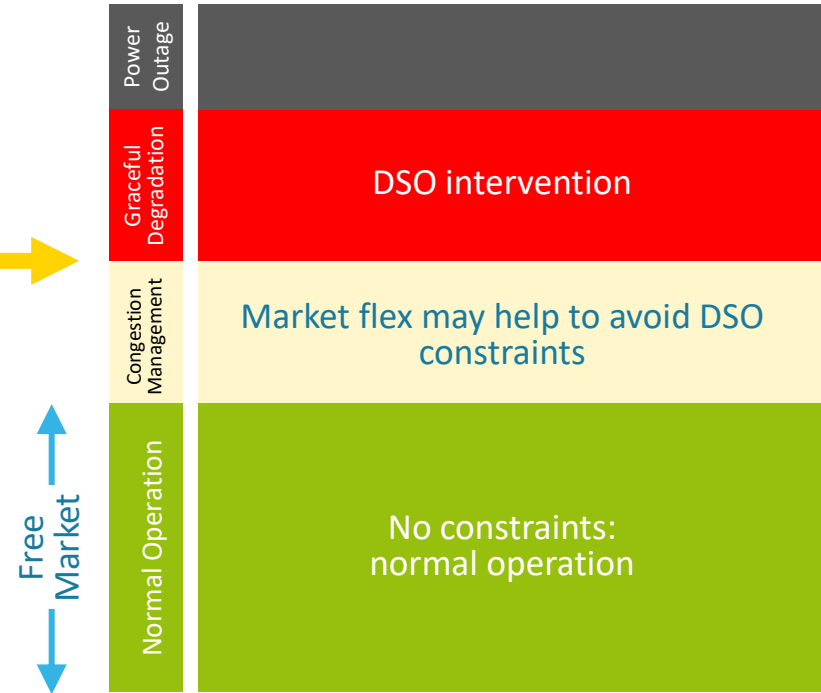 Power
Outage
Graceful
Degradation
DSO intervention
Congestion
Management
Market flex may help to avoid DSO
constraints
Free
Market
Normal Operation
No constraints:
normal operation